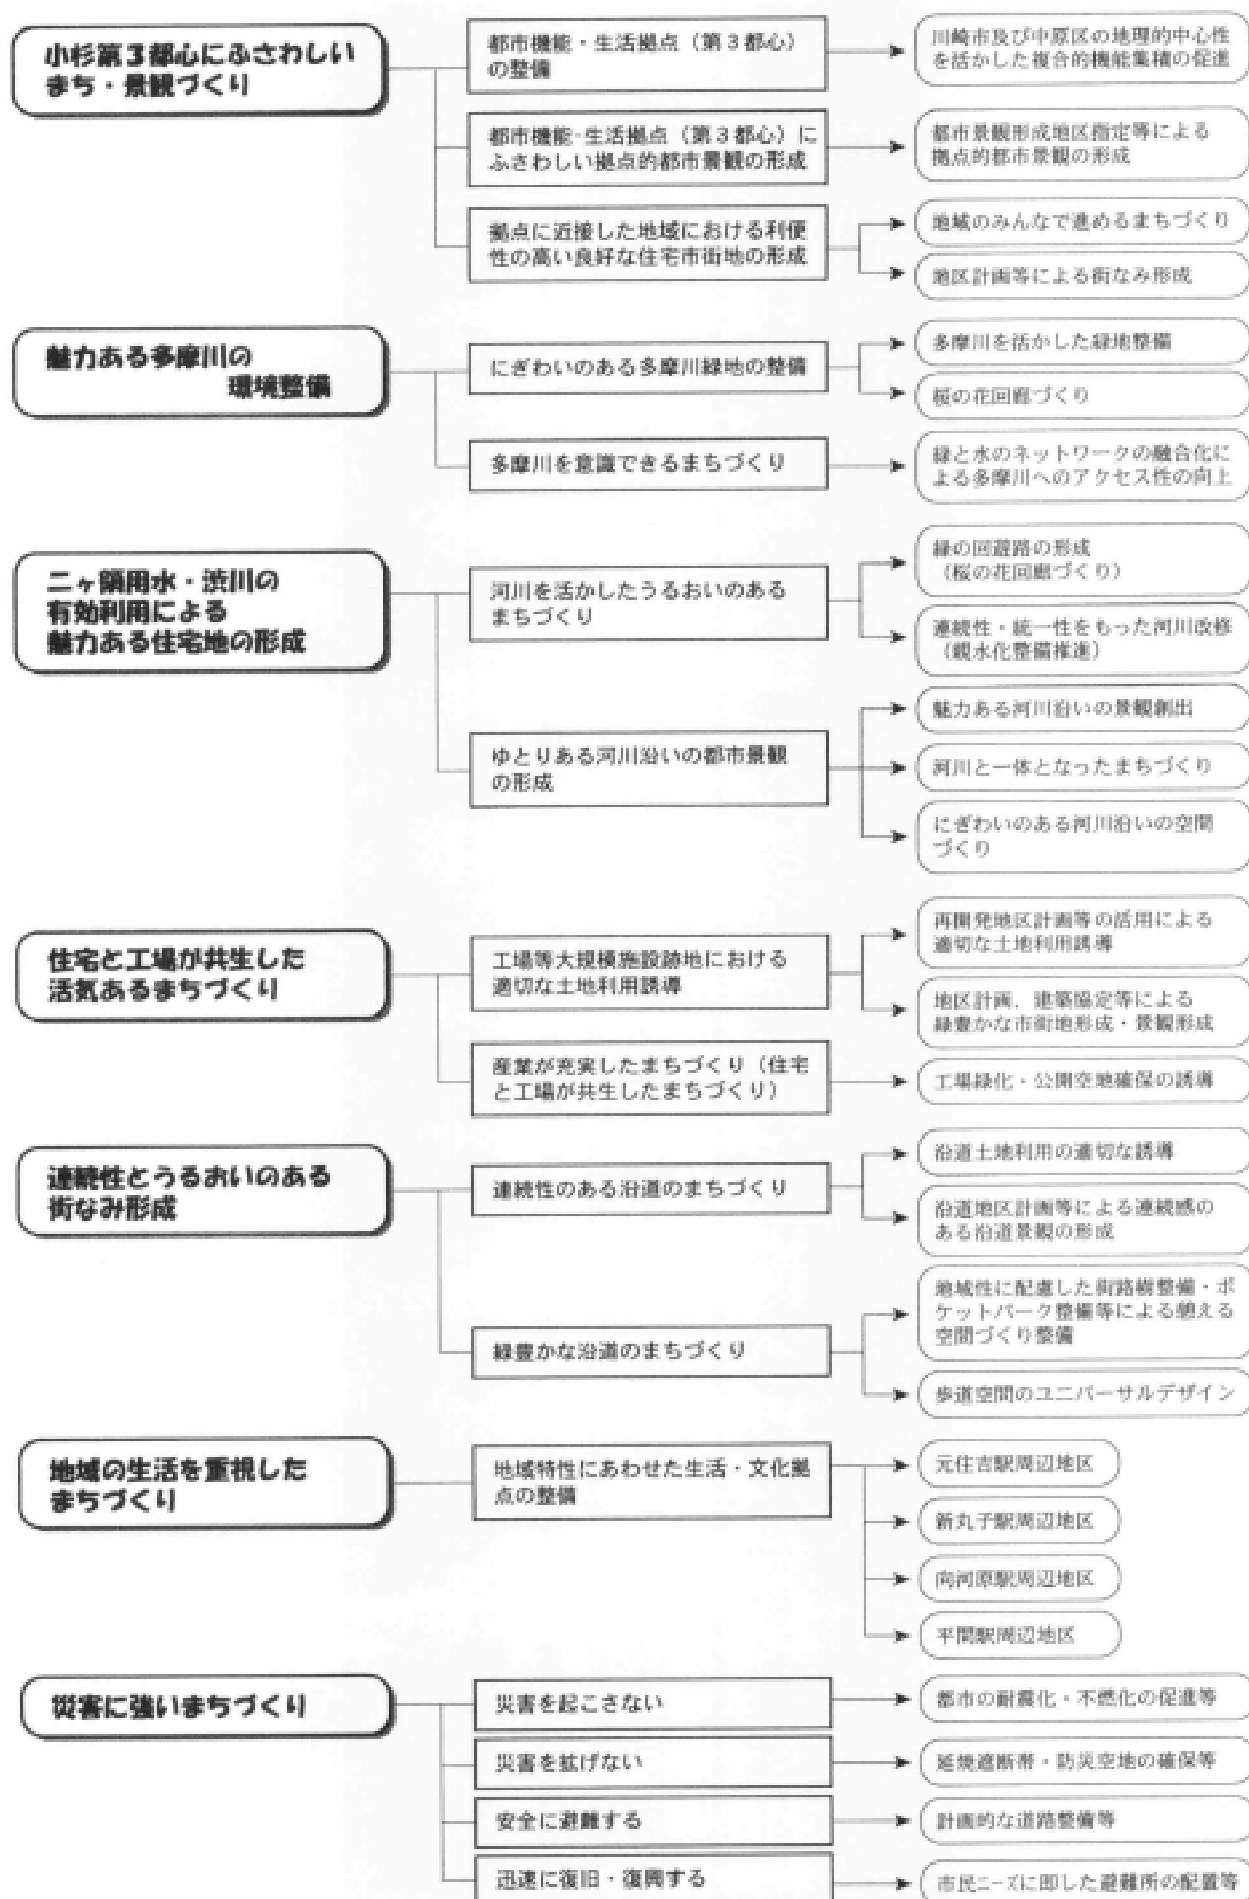 小杉第3都心にふさわしい
まち・景観づくり
都市機能・生活拠点（第3都心）
の整備
川崎市及び中原区の地理的中心性
を活かした複合的機能集積の促進
都市機能・生活拠点（第3都心）に
ふさわしい拠点的都市景観の形成
都市景観形成地区指定等による
拠点的都市景観の形成
拠点に近接した地域における利便
性の高い良好な住宅市街地の形成
地域のみんなで進めるまちづくり
地区計画等による街なみ形成
魅力ある多摩川の
環境整備
にぎわいのある多摩川緑地の整備
多摩川を活かした緑地整備
桜の花回廊づくり
多摩川を意識できるまちづくり
緑と水のネットワークの融合化に
よる多摩川へのアクセス性の向上
二ヶ領用水・渋川の
有効利用による
魅力ある住宅地の形成
河川を活かしたうるおいのある
まちづくり
緑の回遊路の形成
（桜の花回廊づくり）
連続性・統一性をもった河川改修
（親水化整備推進）
ゆとりある河川沿いの都市景観
の形成
魅力ある河川沿いの景観創出
河川と一体となったまちづくり
にぎわいのある河川沿いの空間
づくり
住宅と工場が共生した
活気あるまちづくり
工場等大規模施設跡地における
適切な土地利用誘導
再開発地区計画等の活用による
適切な土地利用誘導
地区計画、建築協定等による
緑豊かな市街地形成・景観形成
産業が充実したまちづくり（住宅
と工場が共生したまちづくり）
工場緑化・公開空地確保の誘導
連続性とうるおいのある
街なみ形成
連続性のある沿道のまちづくり
沿道土地利用の適切な誘導
沿道地区計画等による連続感の
ある沿道景観の形成
緑豊かな沿道のまちづくり
地域性に配慮した街路樹整備・ポ
ケットパーク整備等による憩える
空間づくり整備
歩道空間のユニバーサルデザイン
地域の生活を重視した
まちづくり
地域特性にあわせた生活・文化拠
点の整備
元住吉駅周辺地区
新丸子駅周辺地区
向河原駅周辺地区
平間駅周辺地区
災害に強いまちづくり
災害を起こさない
都市の耐震化・不燃化の促進等
災害を拡げない
延焼遮断帯・防災空地の確保等
安全に避難する
計画的な道路整備等
迅速に復旧・復興する
市民ニーズに即した避難所の配置等